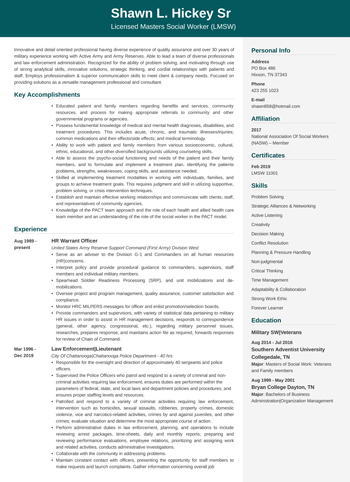 Shawn L. Hickey Sr
Licensed Masters Social Worker (LMSW)
Innovative and detail oriented professional having diverse experience of quality assurance and over 30 years of
military experience working with Active Army and Army Reserves. Able to lead a team of diverse professionals
and law enforcement administration. Recognized for the ability of problem solving, and motivating through use
of strong analytical skills, innovative solutions, strategic thinking, and cordial relationships with patients and
staff. Employs professionalism & superior communication skills to meet client & company needs. Focused on
providing solutions as a versatile management professional and consultant.
Key Accomplishments
• Educated patient and family members regarding benefits and services, community
resources, and process for making appropriate referrals to community and other
governmental programs or agencies.
• Possess fundamental knowledge of medical and mental health diagnoses, disabilities, and
treatment procedures. This includes acute, chronic, and traumatic illnesses/injuries;
common medications and their effects/side effects; and medical terminology.
• Ability to work with patient and family members from various socioeconomic, cultural,
ethnic, educational, and other diversified backgrounds utilizing counseling skills.
• Able to assess the psycho-social functioning and needs of the patient and their family
members, and to formulate and implement a treatment plan, identifying the patients
problems, strengths, weaknesses, coping skills, and assistance needed.
• Skilled at implementing treatment modalities in working with individuals, families, and
groups to achieve treatment goals. This requires judgment and skill in utilizing supportive,
problem solving, or crisis intervention techniques.
• Establish and maintain effective working relationships and communicate with clients, staff,
and representatives of community agencies.
• Knowledge of the PACT team approach and the role of each health and allied health care
team member and an understanding of the role of the social worker in the PACT model.
Experience
Aug 1989 -
present
HR Warrant Officer
United States Army Reserve Support Command (First Army) Division West
• Serve as an adviser to the Division G-1 and Commanders on all human resources
(HR)concerns.
• Interpret policy and provide procedural guidance to commanders, supervisors, staff
members and individual military members.
• Spearhead Soldier Readiness Processing (SRP), and unit mobilizations and de-
mobilizations.
• Oversee project and program management, quality assurance, customer satisfaction and
compliance.
• Monitor HRC MILPERS messages for officer and enlist promotion/selection boards.
• Provide commanders and supervisors, with variety of statistical data pertaining to military
HR issues in order to assist in HR management decisions, responds to correspondence
(general, other agency, congressional, etc.), regarding military personnel issues,
researches, prepares response, and maintains action file as required, forwards responses
for review of Chain of Command.
Mar 1996 -
Dec 2019
Law Enforcement|Lieutenant
City Of Chattanooga|Chattanooga Police Department - 40 hrs
• Responsible for the oversight and direction of approximately 40 sergeants and police
officers.
• Supervised the Police Officers who patrol and respond to a variety of criminal and non-
criminal activities requiring law enforcement; ensures duties are performed within the
parameters of federal, state, and local laws and department policies and procedures; and
ensures proper staffing levels and resources.
• Patrolled and respond to a variety of criminal activities requiring law enforcement,
intervention such as homicides, sexual assaults, robberies, property crimes, domestic
violence, vice and narcotics-related activities, crimes by and against juveniles, and other
crimes; evaluate situation and determine the most appropriate course of action.
• Perform administrative duties in law enforcement, planning, and operations to include
reviewing arrest packages, time-sheets, daily and monthly reports; preparing and
reviewing performance evaluations, employee relations, prioritizing and assigning work
and related activities, conducts administrative investigations.
• Collaborate with the community in addressing problems.
• Maintain constant contact with officers, presenting the opportunity for staff members to
make requests and launch complaints. Gather information concerning overall job
Personal Info
Address
PO Box 486
Hixson, TN 37343
Phone
423 255 1023
E-mail
shawn858@hotmail.com
Affiliation
2017
National Association Of Social Workers
(NASW) – Member
Certificates
Feb 2019
LMSW 11001
Skills
Problem Solving
Strategic Alliances & Networking
Active Listening
Creativity
Decision Making
Conflict Resolution
Planning & Pressure Handling
Non-judgmental
Critical Thinking
Time Management
Adaptability & Collaboration
Strong Work Ethic
Forever Learner
Education
Military SW|Veterans
Aug 2014 - Jul 2016
Southern Adventist University
Collegedale, TN
Major: Masters of Social Work: Veterans
and Family members
Aug 1999 - May 2001
Bryan College Dayton, TN
Major: Bachelors of Business
Administration|Organization Management